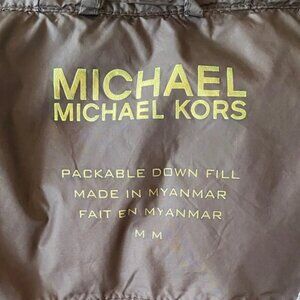 MICHAEL
MICHAEL KORS
PACKABLE DOWN FILL
MADE IN MYANMAR
FAIT EN MYANMAR
M M